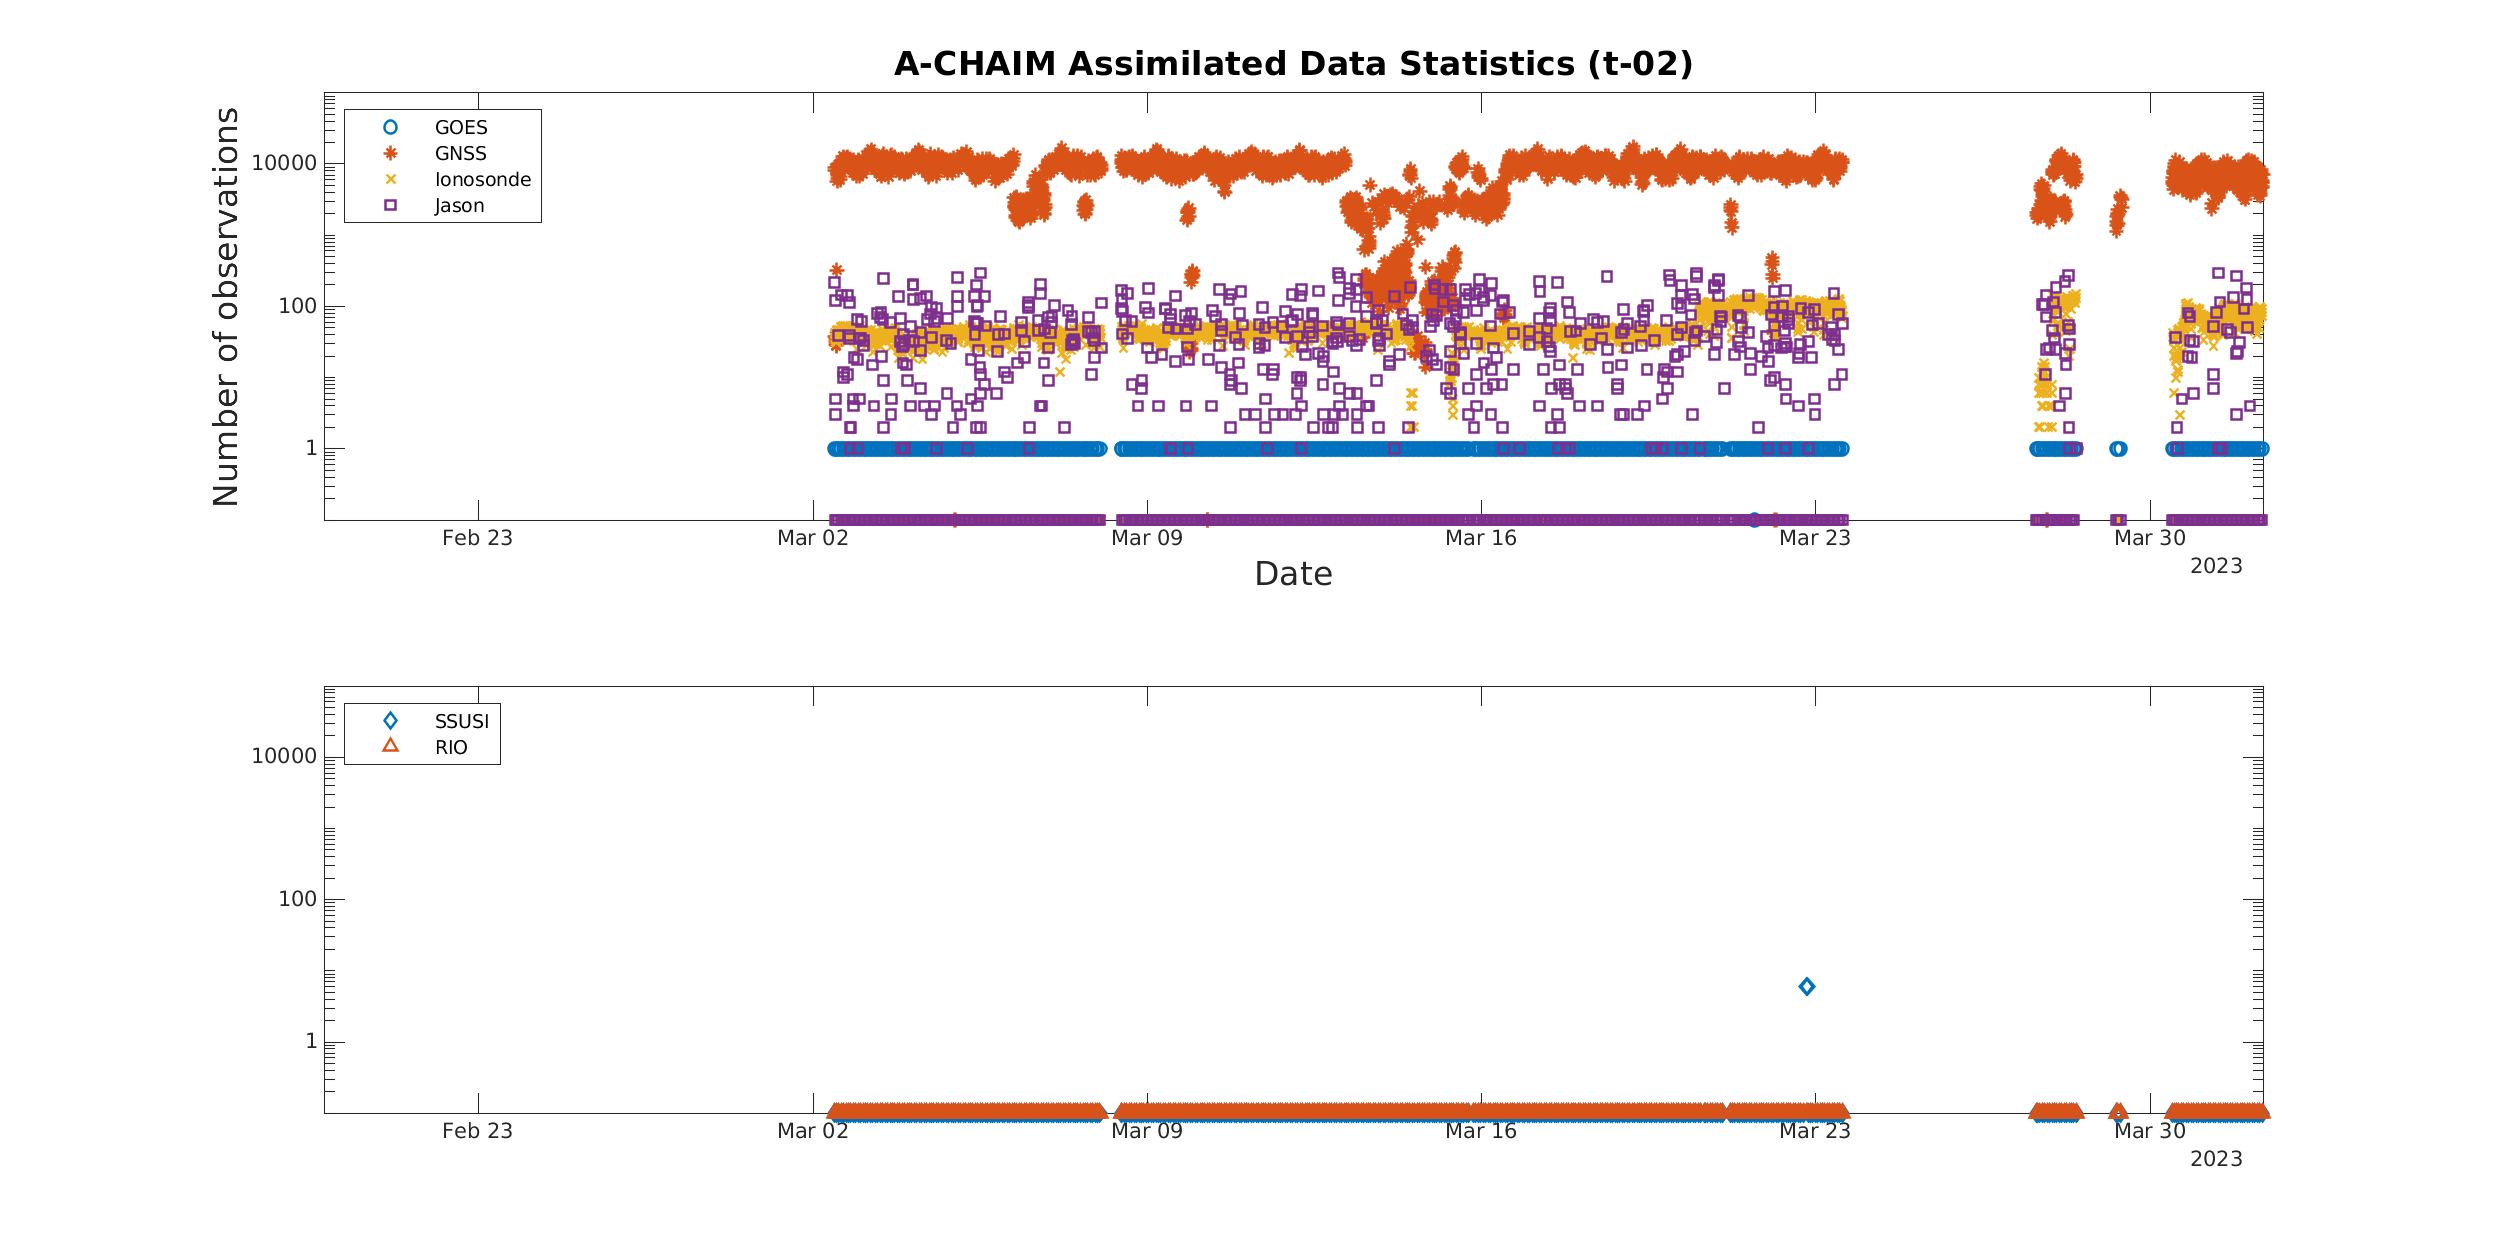 A-CHAIM Assimilated Data Statistics (t-02)
Number of observations
10000
100
1
GOES
GNSS
Ionosonde
Jason
Feb 23
Mar 02
Mar 09
Mar 16
Mar 23
Mar 30
2023
Date
10000
100
1
SSUSI
RIO
Feb 23
Mar 02
Mar 09
Mar 16
Mar 23
Mar 30
2023